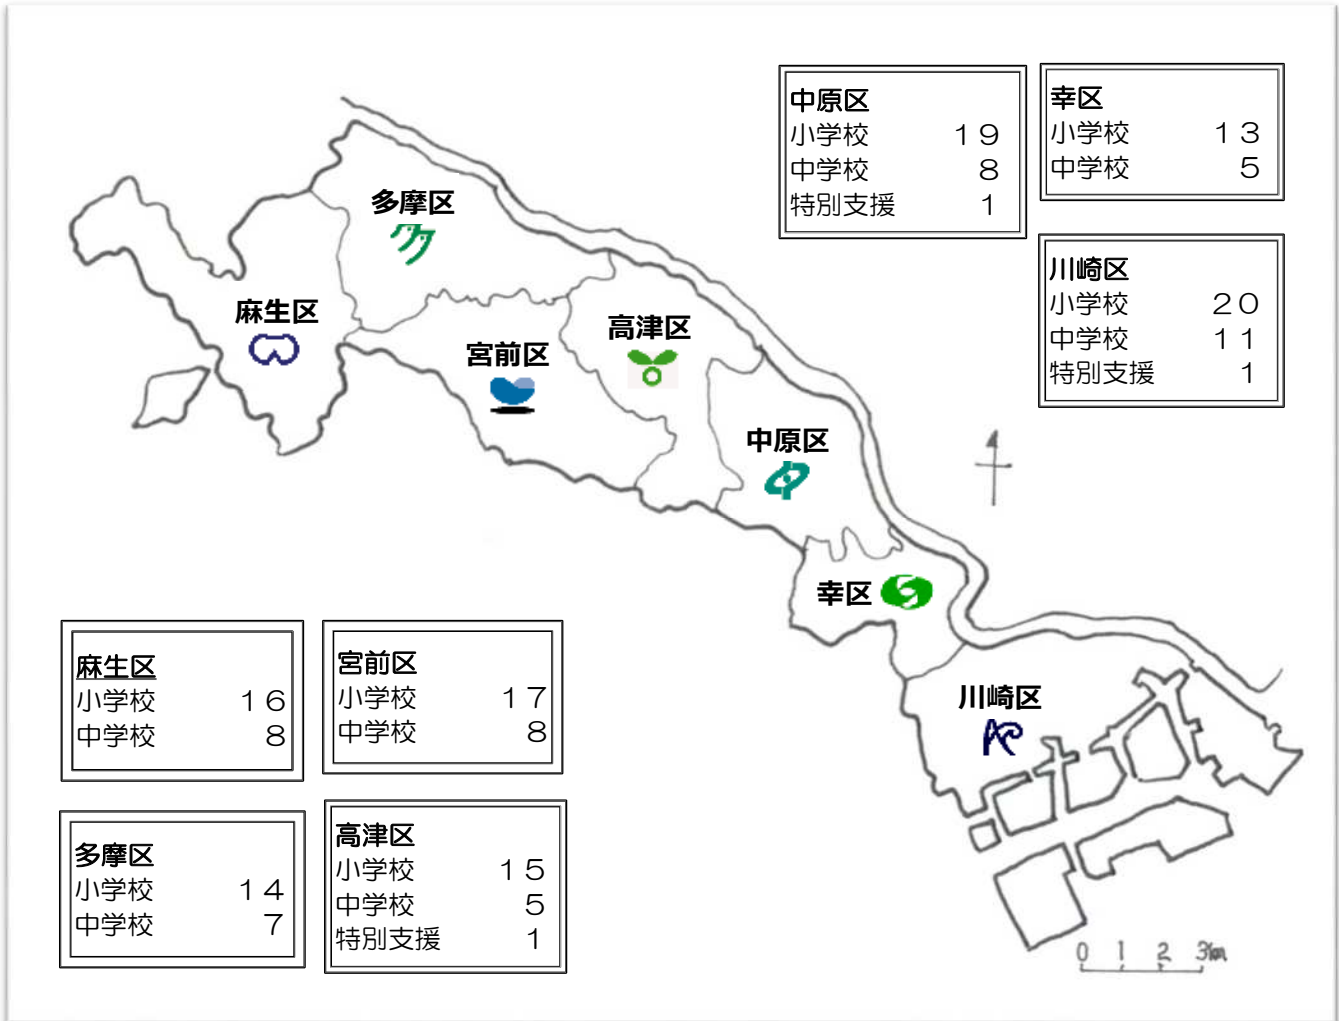 中原区
小学校 19
中学校 8
特別支援 1
幸区
小学校 13
中学校 5
川崎区
小学校 20
中学校 11
特別支援 1
多摩区
麻生区
宮前区
高津区
中原区
幸区
川崎区
麻生区
小学校 16
中学校 8
宮前区
小学校 17
中学校 8
多摩区
小学校 14
中学校 7
高津区
小学校 15
中学校 5
特別支援 1
0 1 2 3km